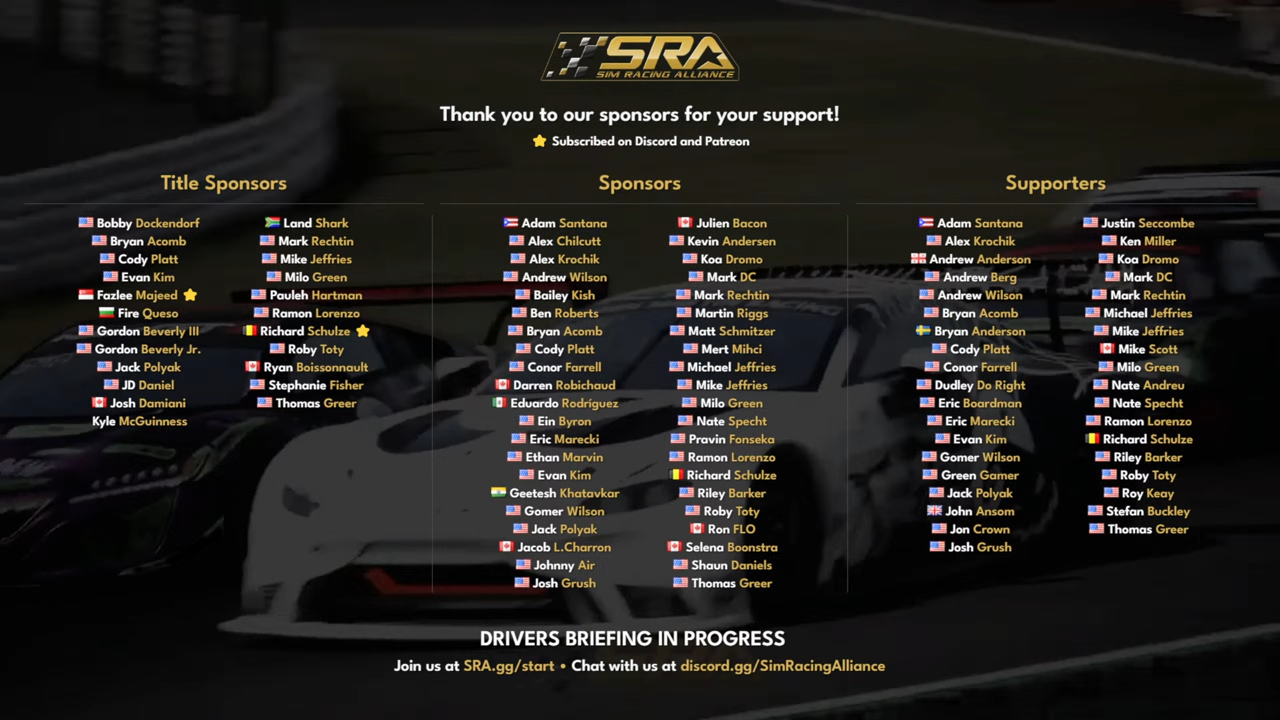 SRA
SIM RACING ALLIANCE
Thank you to our sponsors for your support!
Subscribed on Discord and Patreon
Title Sponsors
Bobby Dockendorf
Bryan Acomb
Cody Platt
Evan Kim
Fazlee Majeed
Fire Queso
Gordon Beverly III
Gordon Beverly Jr.
Jack Polyak
JD Daniel
Josh Damiani
Kyle McGuinness
Land Shark
Mark Rechtin
Mike Jeffries
Milo Green
Pauleh Hartman
Ramon Lorenzo
Richard Schulze
Roby Toty
Ryan Boissonnault
Stephanie Fisher
Thomas Greer
Sponsors
Adam Santana
Alex Chilcutt
Alex Krochik
Andrew Wilson
Bailey Kish
Ben Roberts
Bryan Acomb
Cody Platt
Conor Farrell
Darren Robichaud
Eduardo Rodríguez
Ein Byron
Eric Marecki
Ethan Marvin
Evan Kim
Geetesh Khatavkar
Gomer Wilson
Jack Polyak
Jacob L.Charron
Johnny Air
Josh Grush
Julien Bacon
Kevin Andersen
Koa Dromo
Mark DC
Mark Rechtin
Martin Riggs
Matt Schmitzer
Mert Mihci
Michael Jeffries
Mike Jeffries
Milo Green
Nate Specht
Pravin Fonseka
Ramon Lorenzo
Richard Schulze
Riley Barker
Roby Toty
Ron FLO
Selena Boonstra
Shaun Daniels
Thomas Greer
Supporters
Adam Santana
Alex Krochik
Andrew Anderson
Andrew Berg
Andrew Wilson
Bryan Acomb
Bryan Anderson
Cody Platt
Conor Farrell
Dudley Do Right
Eric Boardman
Eric Marecki
Evan Kim
Gomer Wilson
Green Gamer
Jack Polyak
John Ansom
Jon Crown
Josh Grush
Justin Seccombe
Ken Miller
Koa Dromo
Mark DC
Mark Rechtin
Michael Jeffries
Mike Jeffries
Mike Scott
Milo Green
Nate Andreu
Nate Specht
Ramon Lorenzo
Richard Schulze
Riley Barker
Roby Toty
Roy Keay
Stefan Buckley
Thomas Greer
DRIVERS BRIEFING IN PROGRESS
Join us at SRA.gg/start • Chat with us at discord.gg/SimRacingAlliance